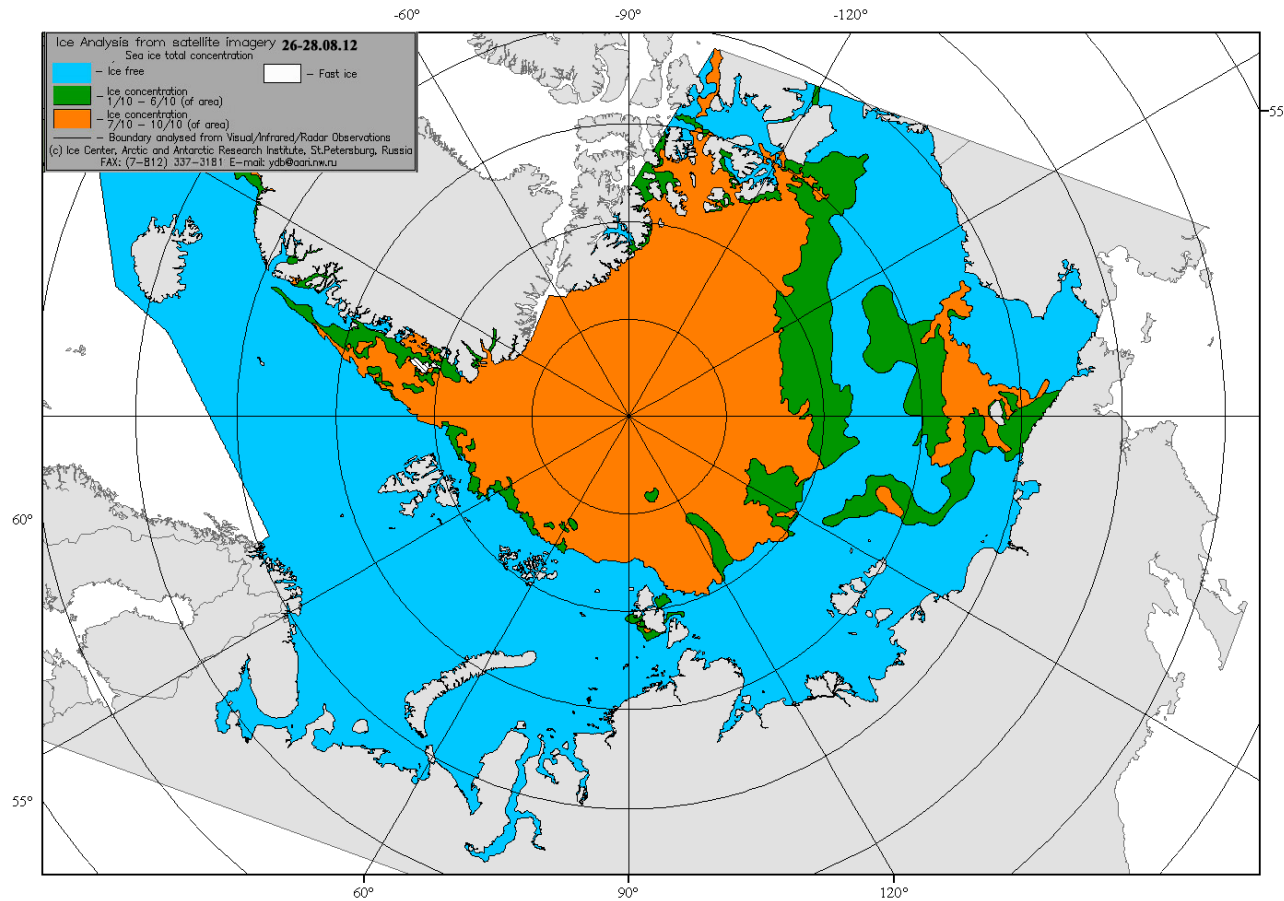 -60° -90° -120°
Ice Analysis from satellite imagery 26-28.08.12
Sea ice total concentration
– Ice free
– Fast ice
– Ice concentration
1/10 – 6/10 (of area)
– Ice concentration
7/10 – 10/10 (of area)
– Boundary analysed from Visual/Infrared/Radar Observations
(c) Ice Center, Arctic and Antarctic Research Institute, St.Petersburg, Russia
FAX: (7–812) 337–3181 E–mail: ydb@aari.nw.ru
55°
60°
55°
60° 90° 120°